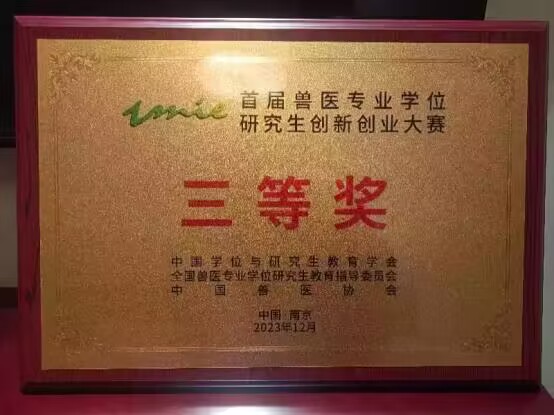 首届兽医专业学位
研究生创新创业大赛
三等奖
中国学位与研究生教育学会
全国兽医专业学位研究生教育指导委员会
中国兽医协会
中国·南京
2023年12月